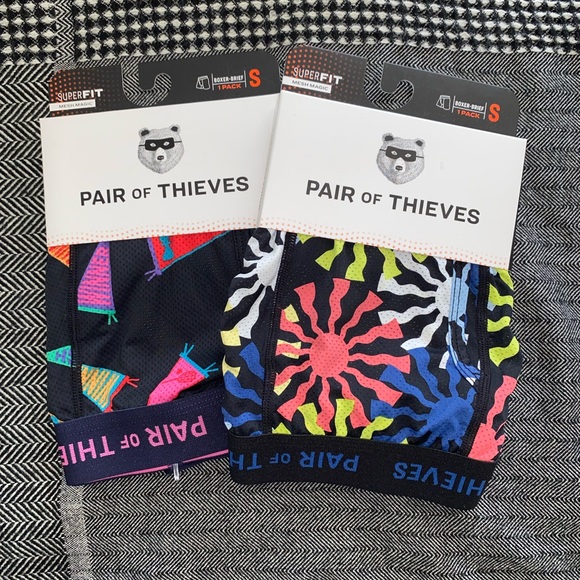 SUPERFIT
MESH MAGIC
BOXER-BRIEF
1 PACK
S
PAIR OF THIEVES
PAIR OF THIE
SUPERFIT
MESH MAGIC
BOXER-BRIEF
1 PACK
S
PAIR OF THIEVES
R OF THIEVES
PAIR
HIEVES